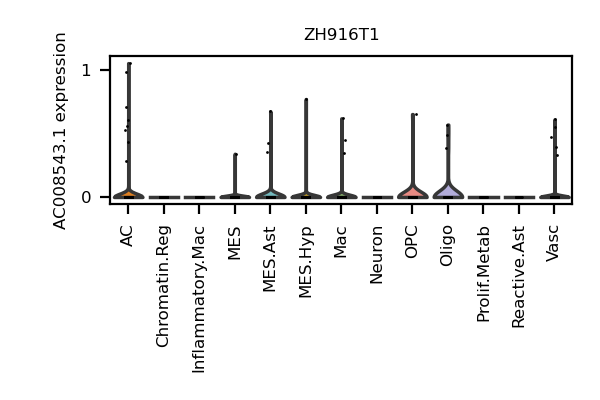 ZH916T1
AC008543.1 expression
1
0
AC
Chromatin.Reg
Inflammatory.Mac
MES
MES.Ast
MES.Hyp
Mac
Neuron
OPC
Oligo
Prolif.Metab
Reactive.Ast
Vasc